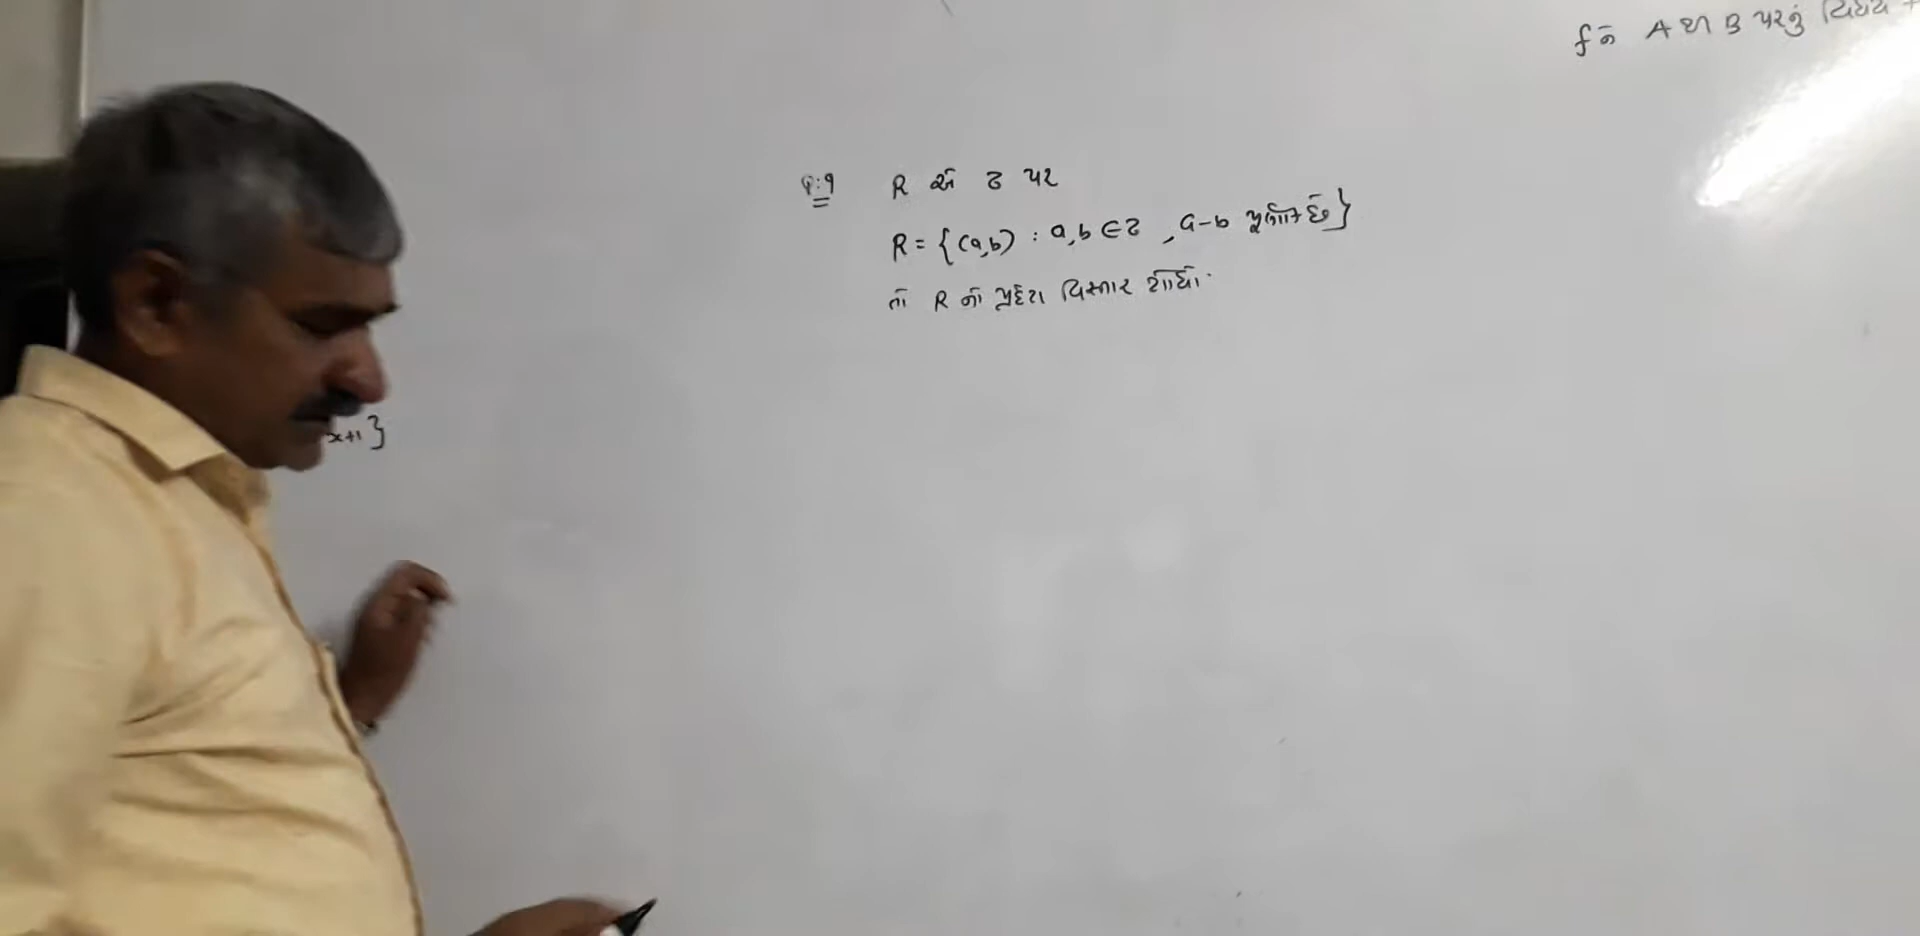 f ને A થી B પરનું વિધેય
પ્ર:૧ R એ Z પર
R = {(a,b) : a,b ∈ Z , a-b પૂર્ણાંક છે}
તો R નો પ્રદેશ વિસ્તાર શોધો.
x+1}